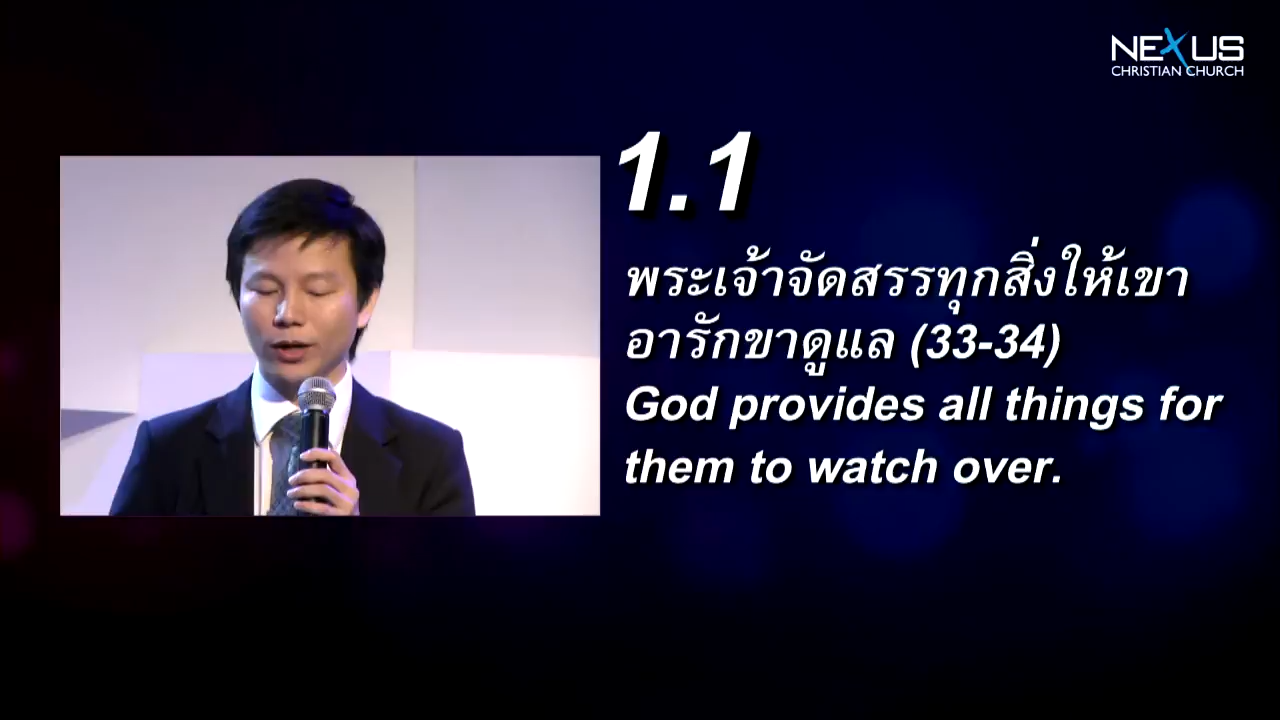 NEXUS
CHRISTIAN CHURCH
1.1
พระเจ้าจัดสรรทุกสิ่งให้เขา
อารักขาดูแล (33-34)
God provides all things for
them to watch over.